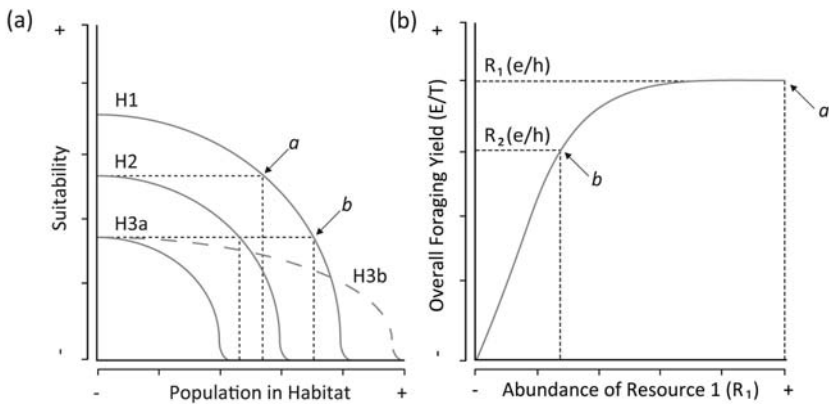 (a)
+
Suitability
-
H1
H2
H3a
H3b
a
b
-
Population in Habitat
+
(b)
+
Overall Foraging Yield (E/T)
-
R₁(e/h)
R₂(e/h)
a
b
-
Abundance of Resource 1 (R₁)
+